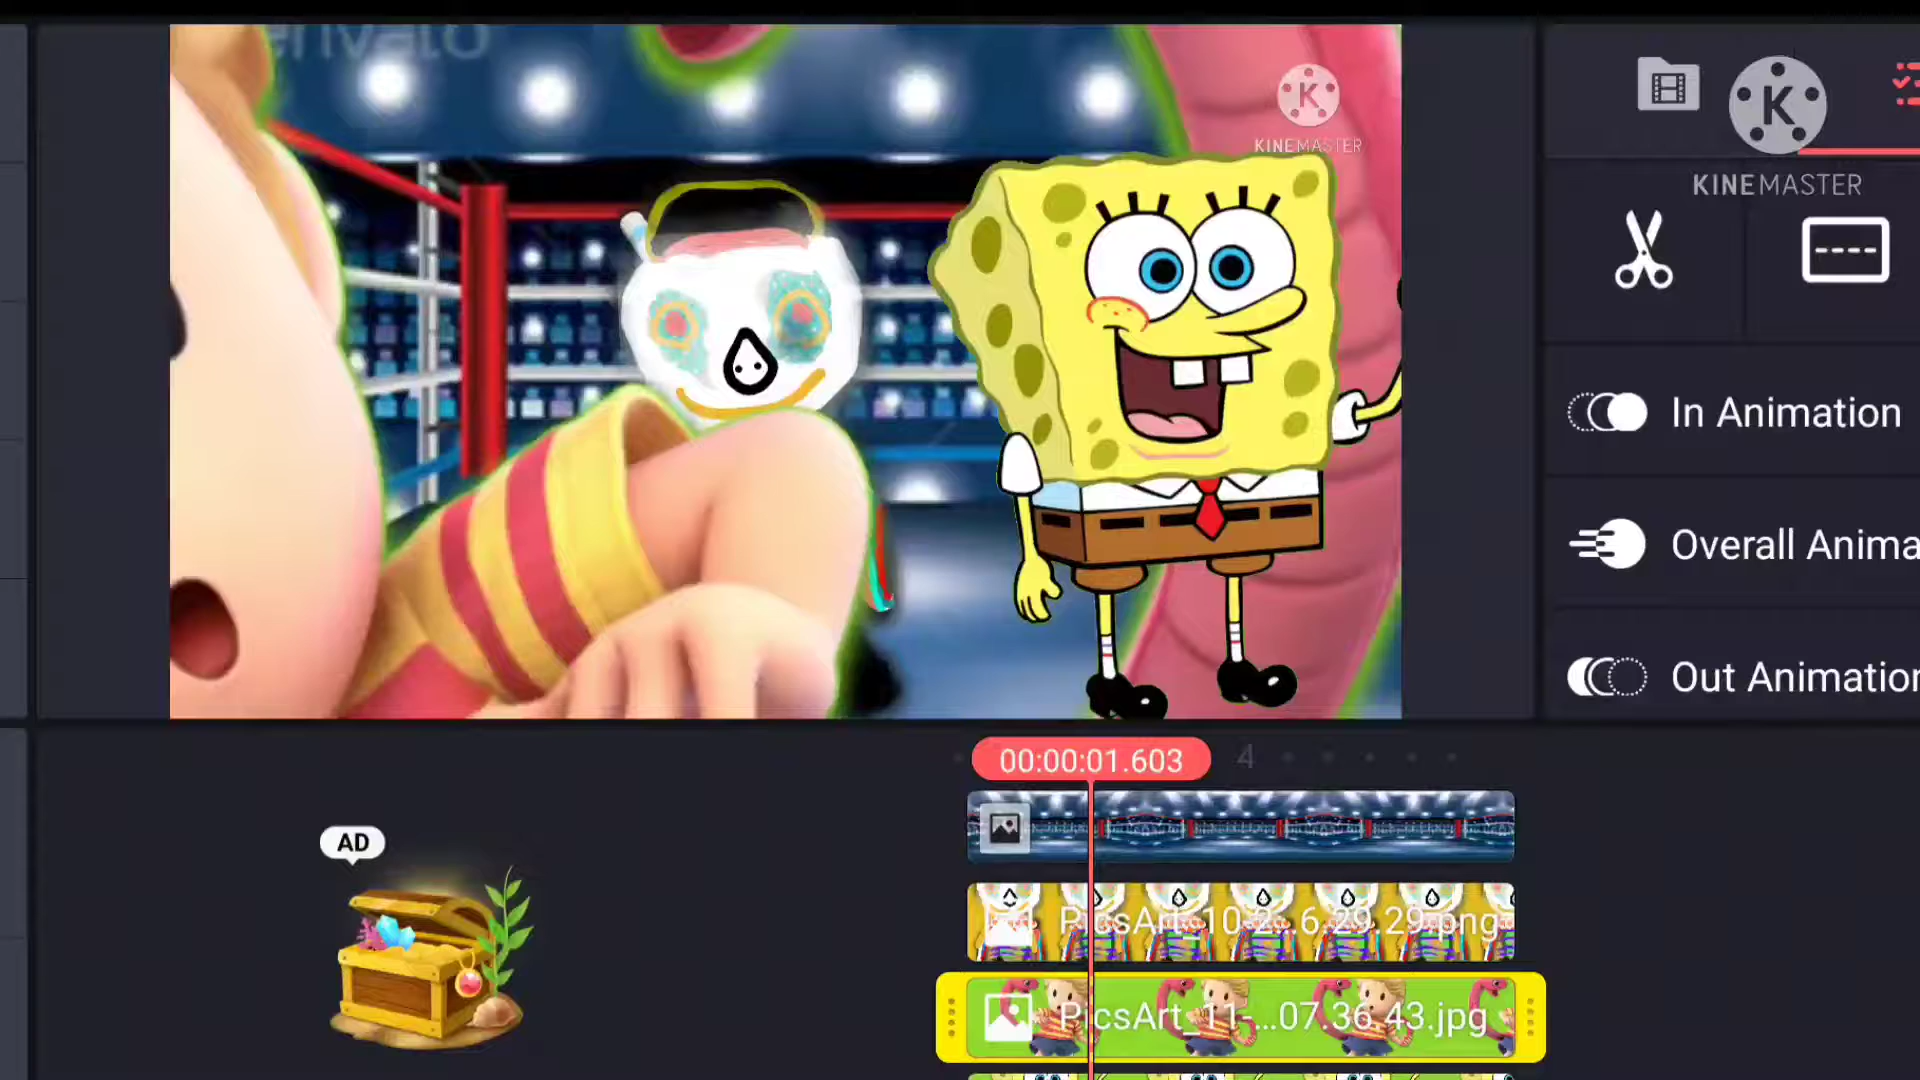 envato
K
KINEMASTER
K
KINEMASTER
In Animation
Overall Anima
Out Animation
00:00:01.603
4
AD
PicsArt_10-2...6.29.29.png
PicsArt_11-...07.36.43.jpg